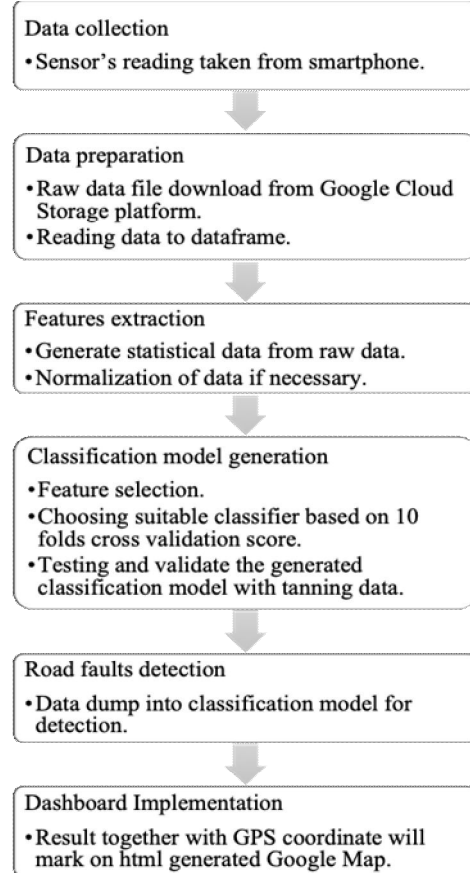 Data collection
•Sensor's reading taken from smartphone.
Data preparation
•Raw data file download from Google Cloud
Storage platform.
•Reading data to dataframe.
Features extraction
•Generate statistical data from raw data.
•Normalization of data if necessary.
Classification model generation
•Feature selection.
•Choosing suitable classifier based on 10
folds cross validation score.
•Testing and validate the generated
classification model with tanning data.
Road faults detection
•Data dump into classification model for
detection.
Dashboard Implementation
•Result together with GPS coordinate will
mark on html generated Google Map.